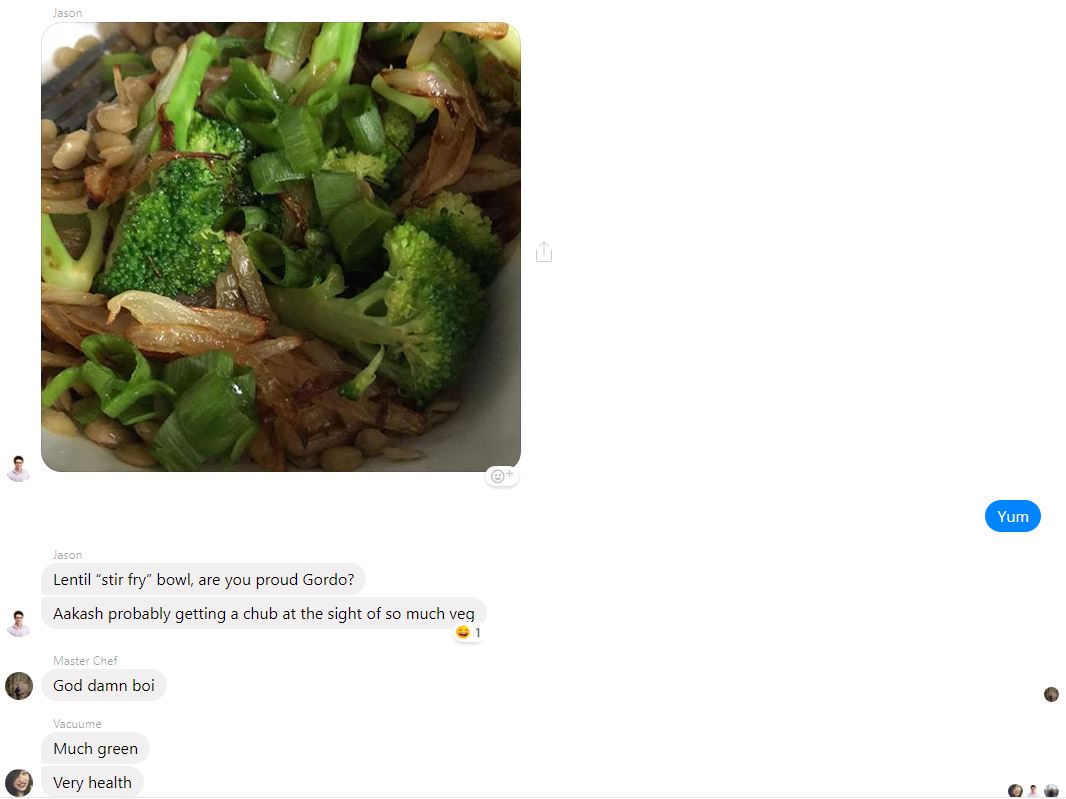 Jason
Yum
Jason
Lentil “stir fry” bowl, are you proud Gordo?
Aakash probably getting a chub at the sight of so much veg
1
Master Chef
God damn boi
Vacuume
Much green
Very health